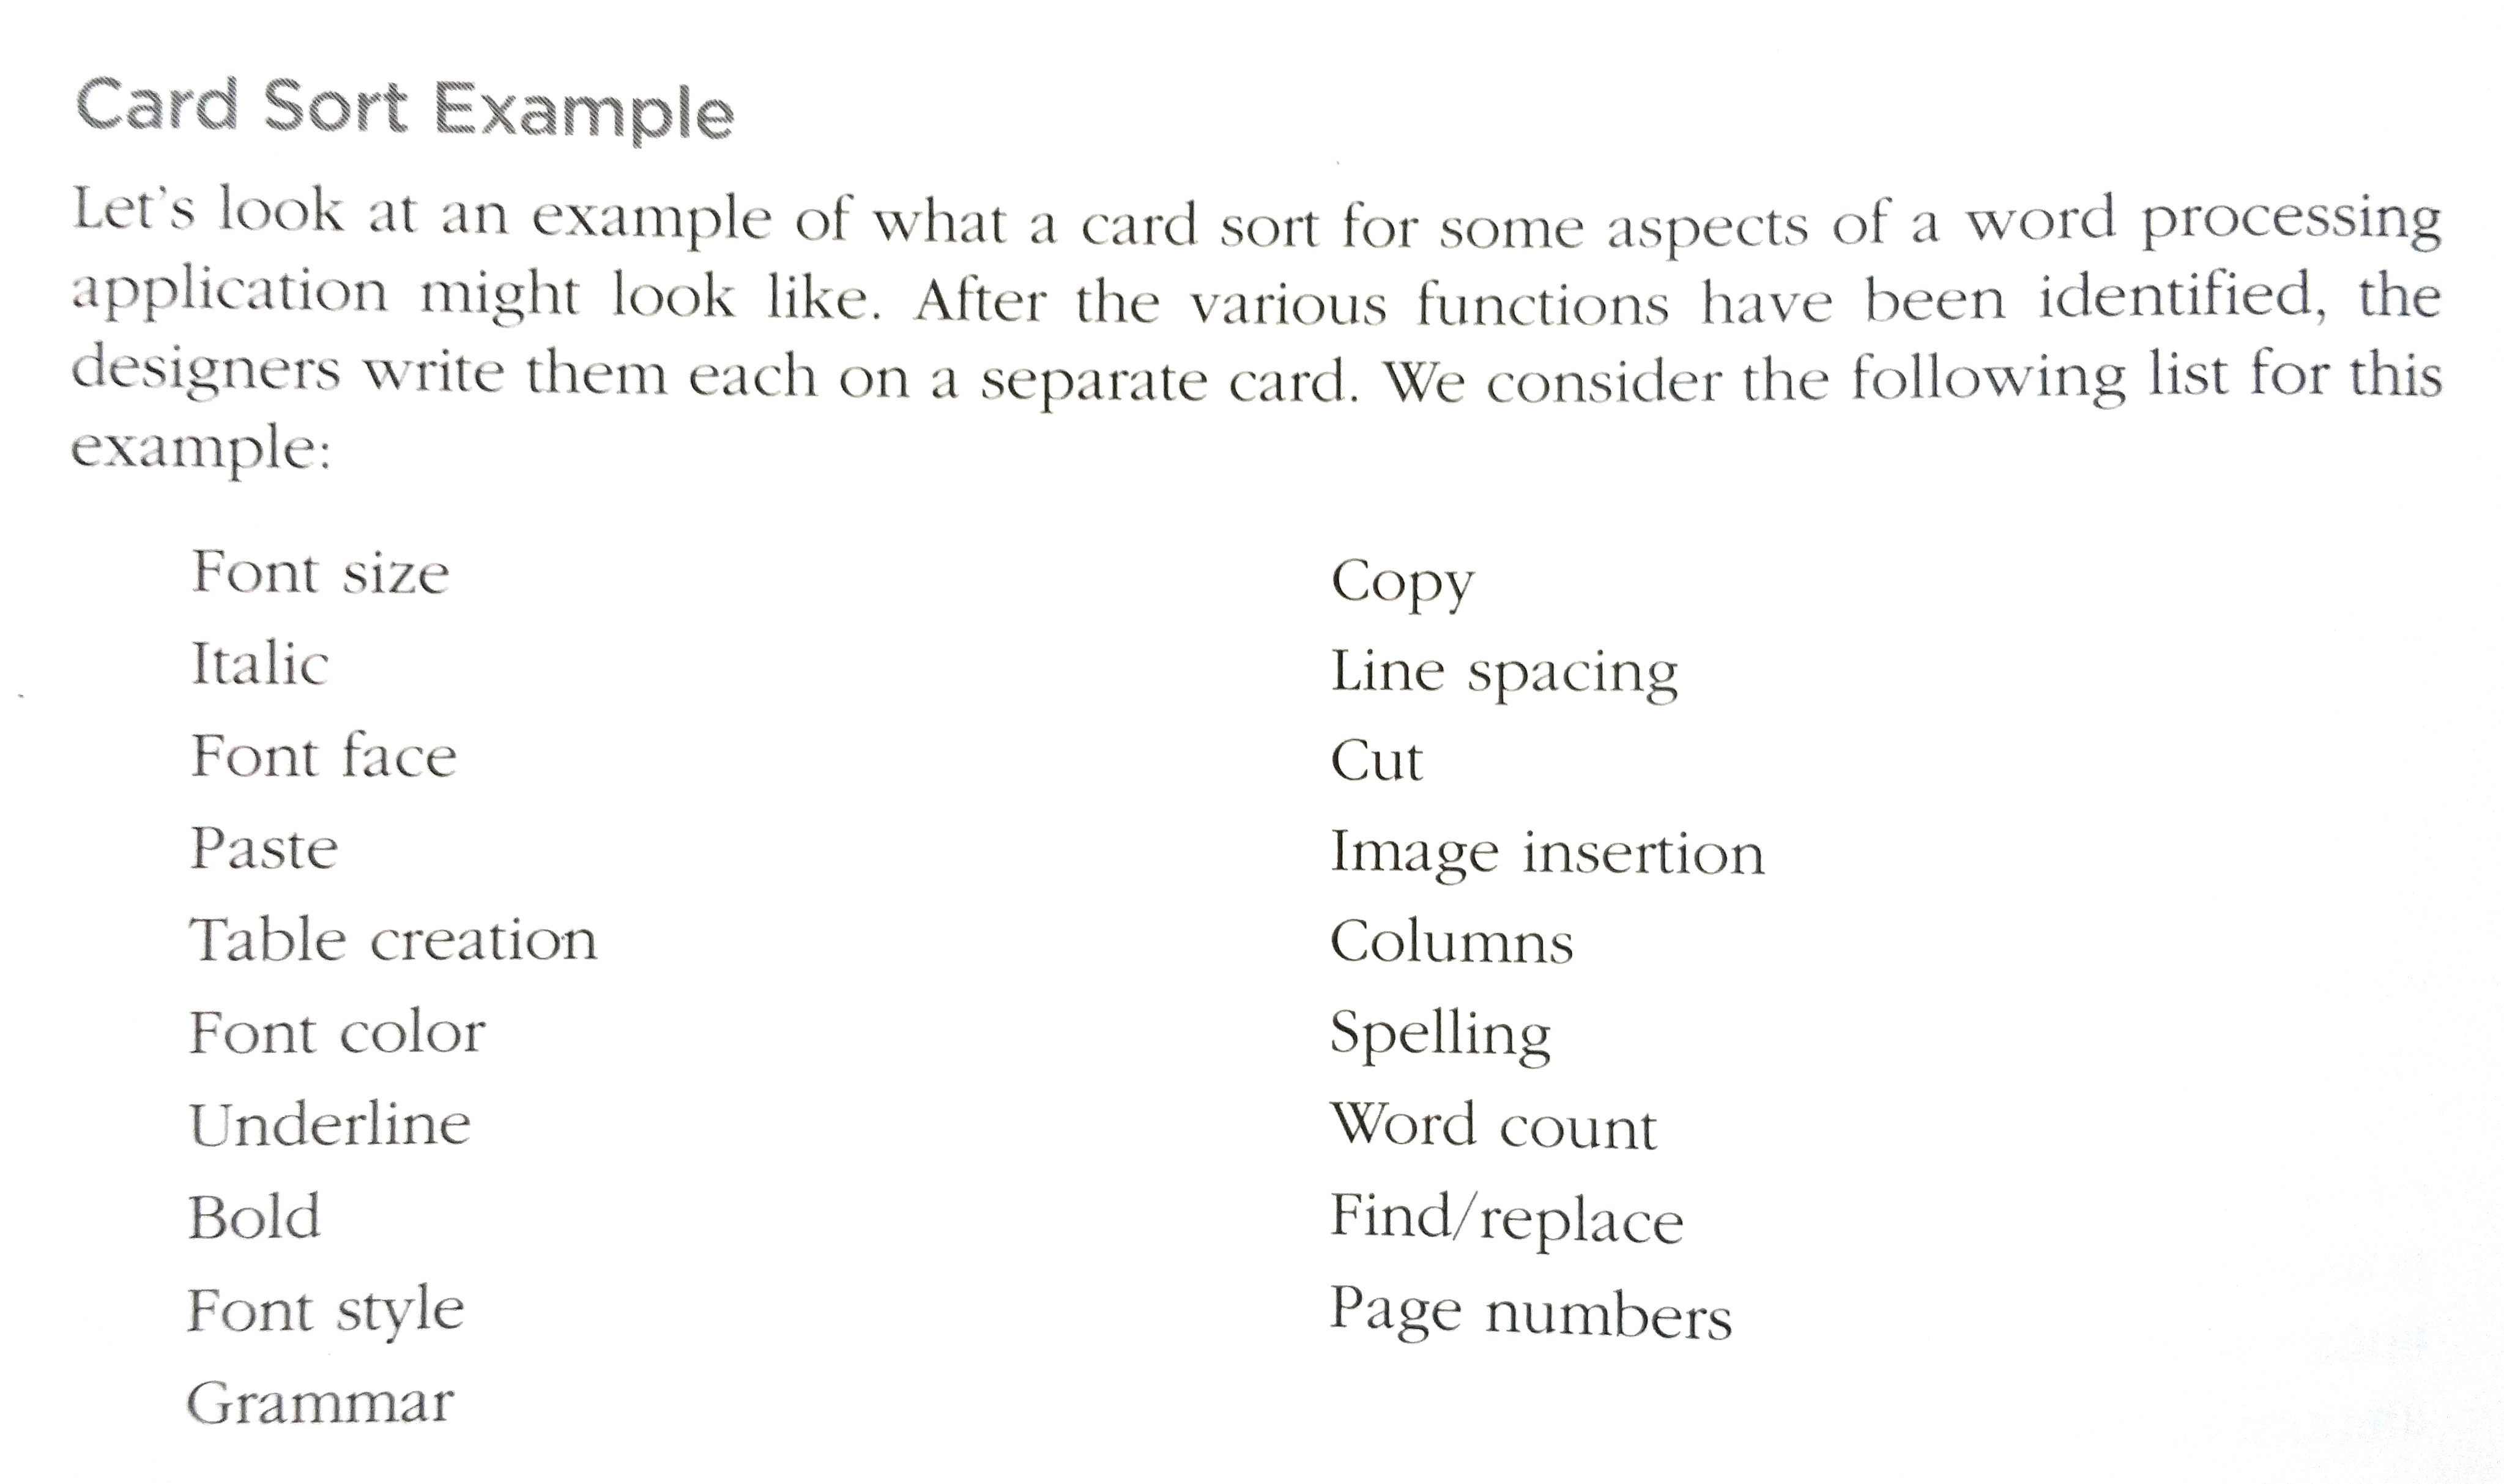 Card Sort Example
Let's look at an example of what a card sort for some aspects of a word processing
application might look like. After the various functions have been identified, the
designers write them each on a separate card. We consider the following list for this
example:
Font size
Italic
Font face
Paste
Table creation
Font color
Underline
Bold
Font style
Grammar
Copy
Line spacing
Cut
Image insertion
Columns
Spelling
Word count
Find/replace
Page numbers